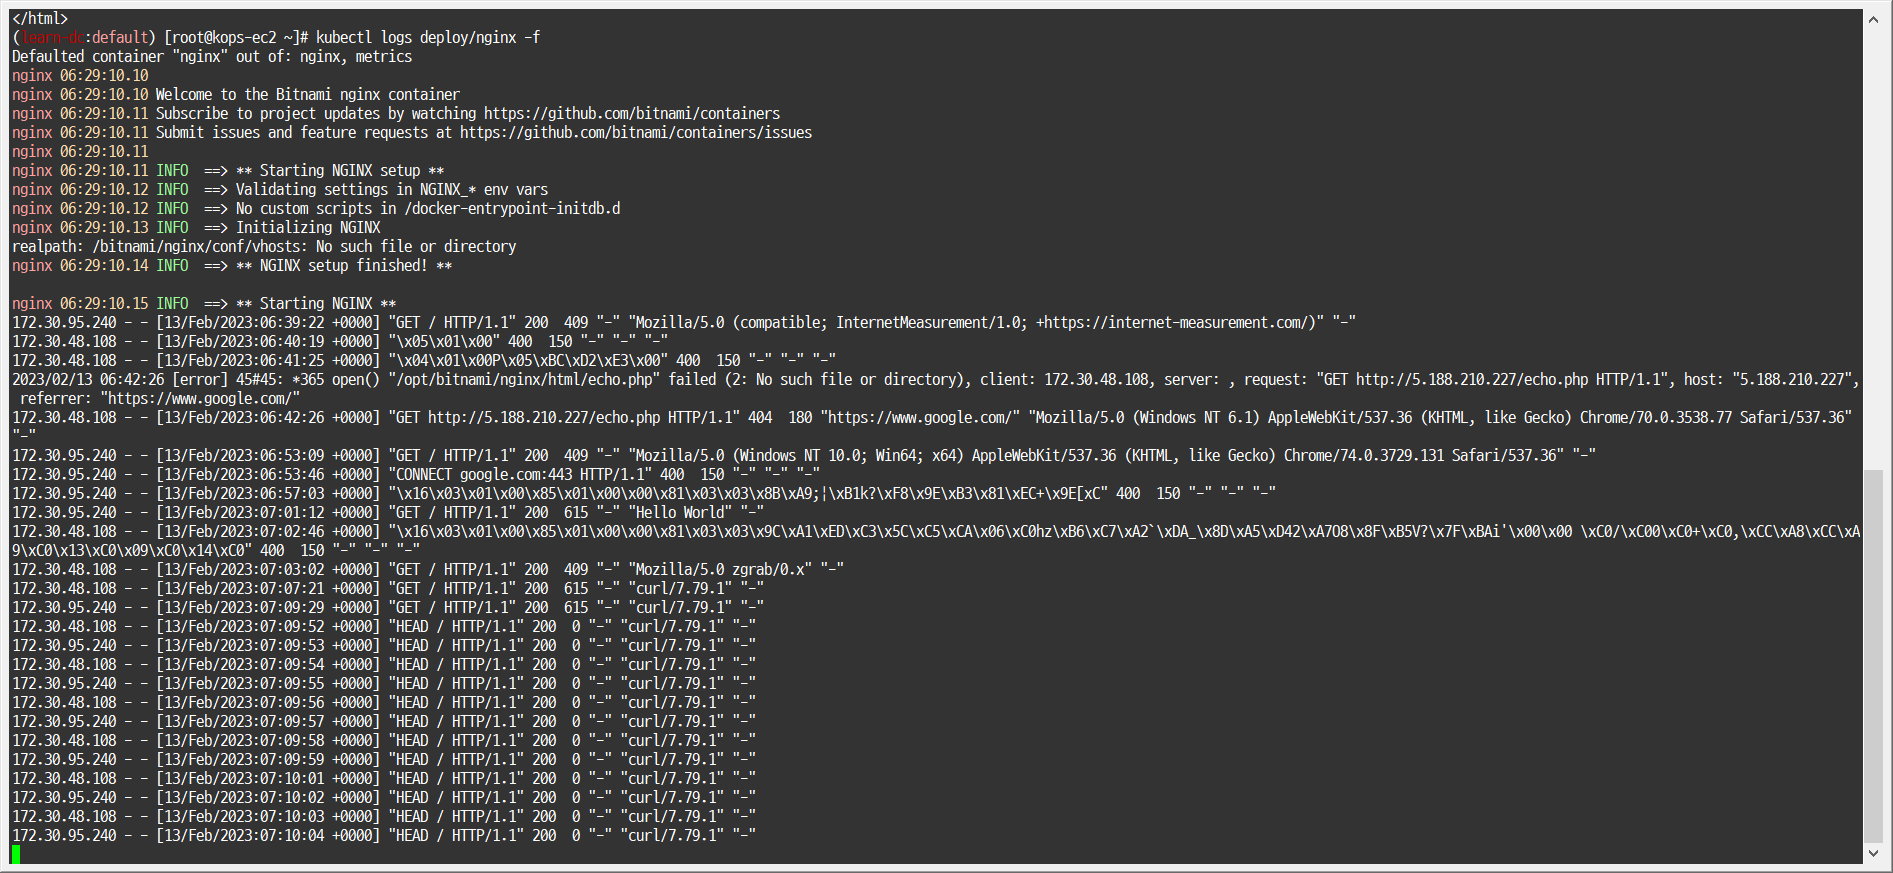 </html>
(learn-dc:default) [root@kops-ec2 ~]# kubectl logs deploy/nginx -f
Defaulted container "nginx" out of: nginx, metrics
nginx 06:29:10.10
nginx 06:29:10.10 Welcome to the Bitnami nginx container
nginx 06:29:10.11 Subscribe to project updates by watching https://github.com/bitnami/containers
nginx 06:29:10.11 Submit issues and feature requests at https://github.com/bitnami/containers/issues
nginx 06:29:10.11
nginx 06:29:10.11 INFO  ==> ** Starting NGINX setup **
nginx 06:29:10.12 INFO  ==> Validating settings in NGINX_* env vars
nginx 06:29:10.12 INFO  ==> No custom scripts in /docker-entrypoint-initdb.d
nginx 06:29:10.13 INFO  ==> Initializing NGINX
realpath: /bitnami/nginx/conf/vhosts: No such file or directory
nginx 06:29:10.14 INFO  ==> ** NGINX setup finished! **
nginx 06:29:10.15 INFO  ==> ** Starting NGINX **
172.30.95.240 - - [13/Feb/2023:06:39:22 +0000] "GET / HTTP/1.1" 200  409 "-" "Mozilla/5.0 (compatible; InternetMeasurement/1.0; +https://internet-measurement.com/)" "-"
172.30.48.108 - - [13/Feb/2023:06:40:19 +0000] "\x05\x01\x00" 400  150 "-" "-" "-"
172.30.48.108 - - [13/Feb/2023:06:41:25 +0000] "\x04\x01\x00P\x05\xBC\xD2\xE3\x00" 400  150 "-" "-" "-"
2023/02/13 06:42:26 [error] 45#45: *365 open() "/opt/bitnami/nginx/html/echo.php" failed (2: No such file or directory), client: 172.30.48.108, server: , request: "GET http://5.188.210.227/echo.php HTTP/1.1", host: "5.188.210.227",
 referrer: "https://www.google.com/"
172.30.48.108 - - [13/Feb/2023:06:42:26 +0000] "GET http://5.188.210.227/echo.php HTTP/1.1" 404  180 "https://www.google.com/" "Mozilla/5.0 (Windows NT 6.1) AppleWebKit/537.36 (KHTML, like Gecko) Chrome/70.0.3538.77 Safari/537.36"
"-"
172.30.95.240 - - [13/Feb/2023:06:53:09 +0000] "GET / HTTP/1.1" 200  409 "-" "Mozilla/5.0 (Windows NT 10.0; Win64; x64) AppleWebKit/537.36 (KHTML, like Gecko) Chrome/74.0.3729.131 Safari/537.36" "-"
172.30.95.240 - - [13/Feb/2023:06:53:46 +0000] "CONNECT google.com:443 HTTP/1.1" 400  150 "-" "-" "-"
172.30.95.240 - - [13/Feb/2023:06:57:03 +0000] "\x16\x03\x01\x00\x85\x01\x00\x00\x81\x03\x03\x8B\xA9;¦\xB1k?\xF8\x9E\xB3\x81\xEC+\x9E[xC" 400  150 "-" "-" "-"
172.30.95.240 - - [13/Feb/2023:07:01:12 +0000] "GET / HTTP/1.1" 200  615 "-" "Hello World" "-"
172.30.48.108 - - [13/Feb/2023:07:02:46 +0000] "\x16\x03\x01\x00\x85\x01\x00\x00\x81\x03\x03\x9C\xA1\xED\xC3\x5C\xC5\xCA\x06\xC0hz\xB6\xC7\xA2`\xDA_\x8D\xA5\xD42\xA7O8\x8F\xB5V?\x7F\xBAi'\x00\x00 \xC0/\xC00\xC0+\xC0,\xCC\xA8\xCC\xA
9\xC0\x13\xC0\x09\xC0\x14\xC0" 400  150 "-" "-" "-"
172.30.48.108 - - [13/Feb/2023:07:03:02 +0000] "GET / HTTP/1.1" 200  409 "-" "Mozilla/5.0 zgrab/0.x" "-"
172.30.48.108 - - [13/Feb/2023:07:07:21 +0000] "GET / HTTP/1.1" 200  615 "-" "curl/7.79.1" "-"
172.30.95.240 - - [13/Feb/2023:07:09:29 +0000] "GET / HTTP/1.1" 200  615 "-" "curl/7.79.1" "-"
172.30.48.108 - - [13/Feb/2023:07:09:52 +0000] "HEAD / HTTP/1.1" 200  0 "-" "curl/7.79.1" "-"
172.30.95.240 - - [13/Feb/2023:07:09:53 +0000] "HEAD / HTTP/1.1" 200  0 "-" "curl/7.79.1" "-"
172.30.48.108 - - [13/Feb/2023:07:09:54 +0000] "HEAD / HTTP/1.1" 200  0 "-" "curl/7.79.1" "-"
172.30.95.240 - - [13/Feb/2023:07:09:55 +0000] "HEAD / HTTP/1.1" 200  0 "-" "curl/7.79.1" "-"
172.30.48.108 - - [13/Feb/2023:07:09:56 +0000] "HEAD / HTTP/1.1" 200  0 "-" "curl/7.79.1" "-"
172.30.95.240 - - [13/Feb/2023:07:09:57 +0000] "HEAD / HTTP/1.1" 200  0 "-" "curl/7.79.1" "-"
172.30.48.108 - - [13/Feb/2023:07:09:58 +0000] "HEAD / HTTP/1.1" 200  0 "-" "curl/7.79.1" "-"
172.30.95.240 - - [13/Feb/2023:07:09:59 +0000] "HEAD / HTTP/1.1" 200  0 "-" "curl/7.79.1" "-"
172.30.48.108 - - [13/Feb/2023:07:10:01 +0000] "HEAD / HTTP/1.1" 200  0 "-" "curl/7.79.1" "-"
172.30.95.240 - - [13/Feb/2023:07:10:02 +0000] "HEAD / HTTP/1.1" 200  0 "-" "curl/7.79.1" "-"
172.30.48.108 - - [13/Feb/2023:07:10:03 +0000] "HEAD / HTTP/1.1" 200  0 "-" "curl/7.79.1" "-"
172.30.95.240 - - [13/Feb/2023:07:10:04 +0000] "HEAD / HTTP/1.1" 200  0 "-" "curl/7.79.1" "-"